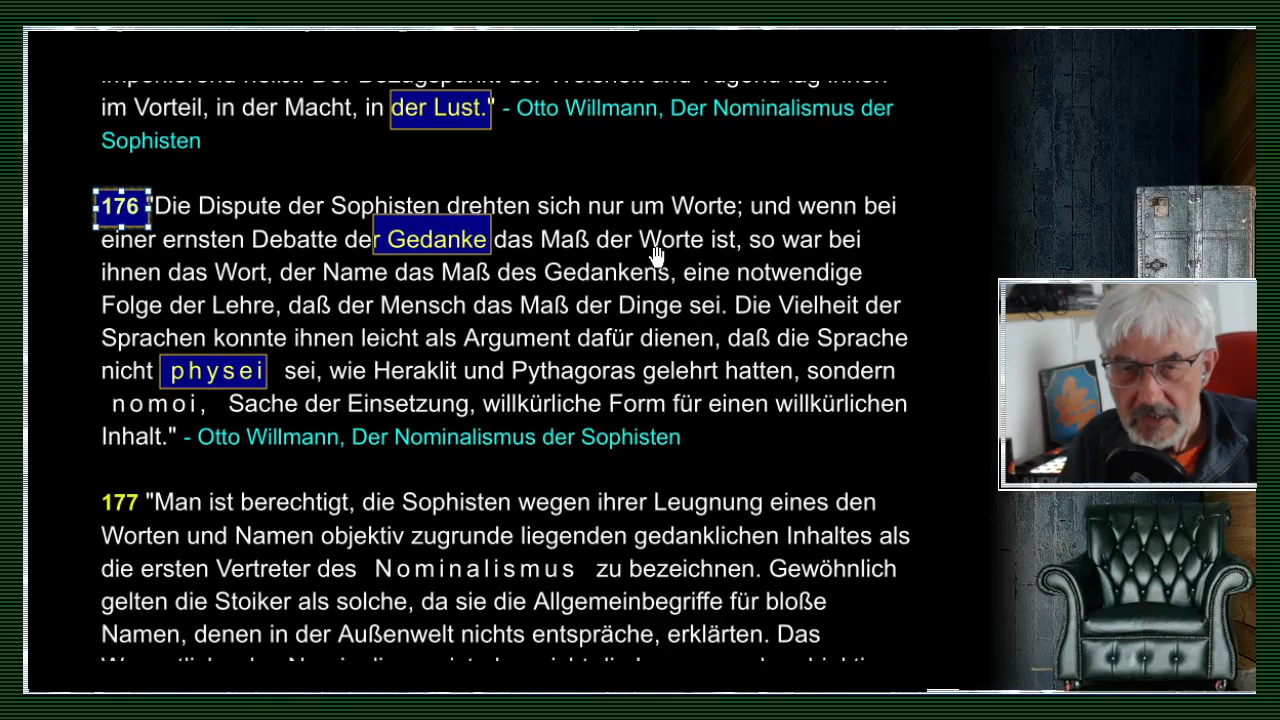 im Vorteil, in der Macht, in der Lust." - Otto Willmann, Der Nominalismus der
Sophisten
176 "Die Dispute der Sophisten drehten sich nur um Worte; und wenn bei
einer ernsten Debatte der Gedanke das Maß der Worte ist, so war bei
ihnen das Wort, der Name das Maß des Gedankens, eine notwendige
Folge der Lehre, daß der Mensch das Maß der Dinge sei. Die Vielheit der
Sprachen konnte ihnen leicht als Argument dafür dienen, daß die Sprache
nicht physei sei, wie Heraklit und Pythagoras gelehrt hatten, sondern
nomoi, Sache der Einsetzung, willkürliche Form für einen willkürlichen
Inhalt." - Otto Willmann, Der Nominalismus der Sophisten
177 "Man ist berechtigt, die Sophisten wegen ihrer Leugnung eines den
Worten und Namen objektiv zugrunde liegenden gedanklichen Inhaltes als
die ersten Vertreter des Nominalismus zu bezeichnen. Gewöhnlich
gelten die Stoiker als solche, da sie die Allgemeinbegriffe für bloße
Namen, denen in der Außenwelt nichts entspräche, erklärten. Das